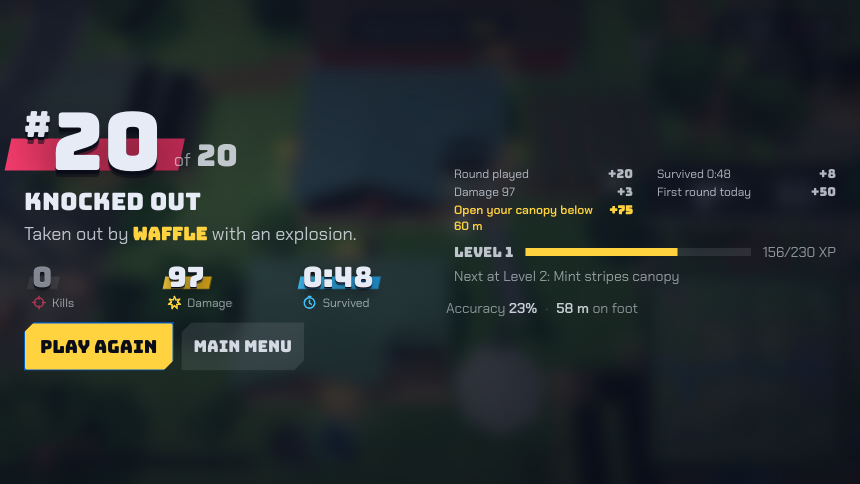 #20 of 20
KNOCKED OUT
Taken out by WAFFLE with an explosion.
0 97 0:48
Kills Damage Survived
PLAY AGAIN MAIN MENU
Round played +20 Survived 0:48 +8
Damage 97 +3 First round today +50
Open your canopy below +75
60 m
LEVEL 1 156/230 XP
Next at Level 2: Mint stripes canopy
Accuracy 23% · 58 m on foot